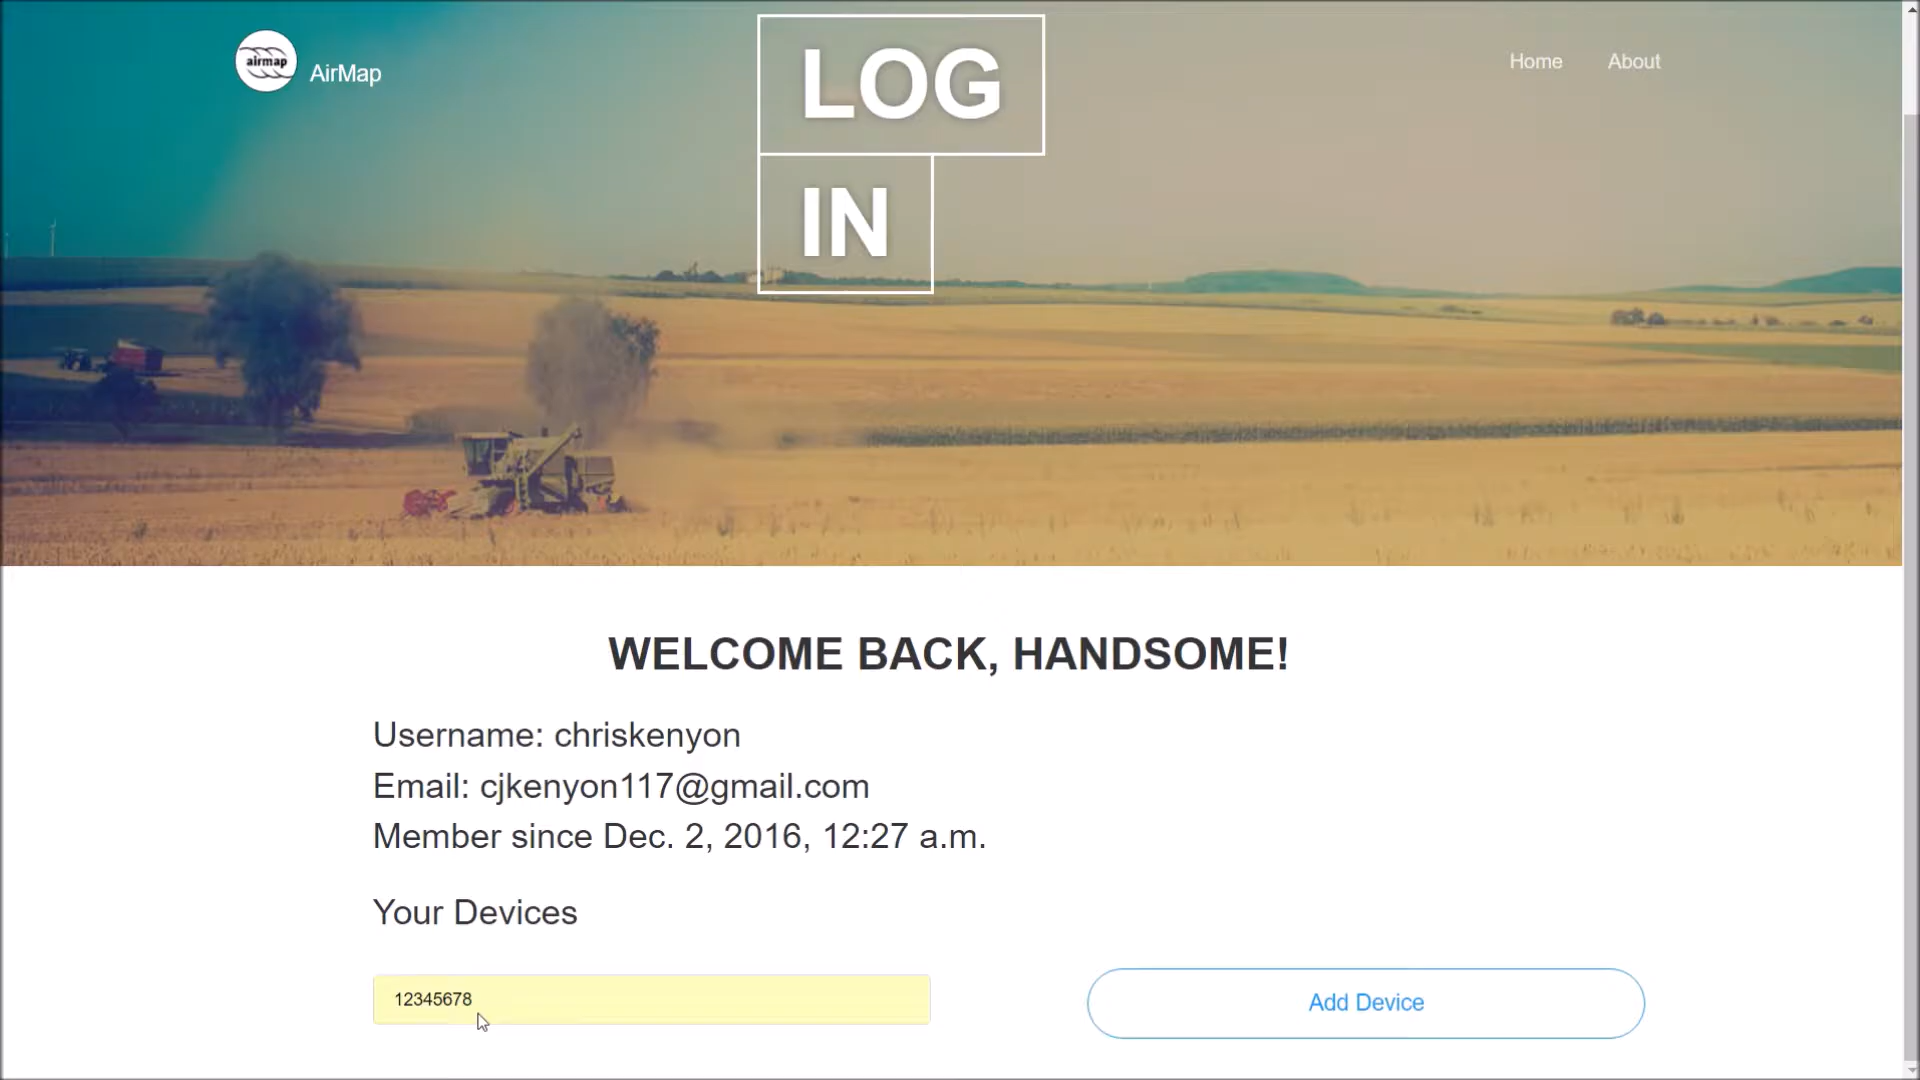 airmap
AirMap
LOG
IN
Home
About
WELCOME BACK, HANDSOME!
Username: chriskenyon
Email: cjkenyon117@gmail.com
Member since Dec. 2, 2016, 12:27 a.m.
Your Devices
12345678
Add Device